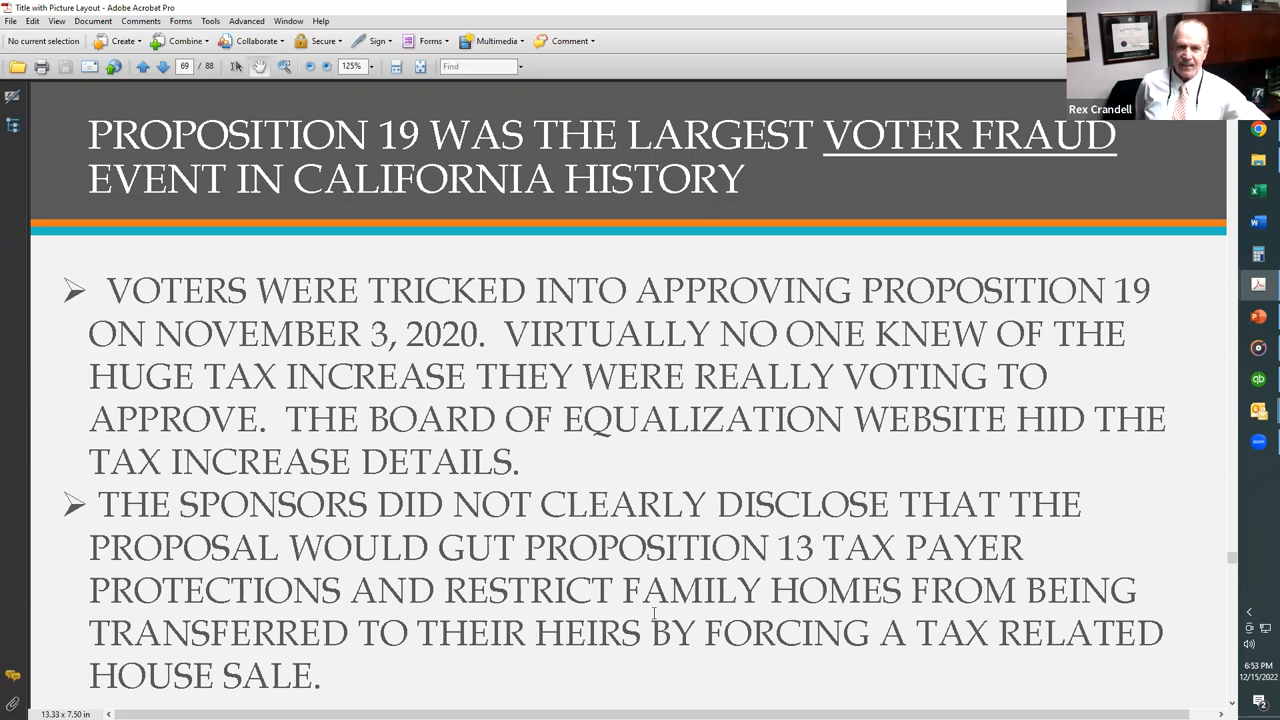 Title with Picture Layout - Adobe Acrobat Pro
File Edit View Document Comments Forms Tools Advanced Window Help
No current selection Create Combine Collaborate Secure Sign Forms Multimedia Comment
69 / 88 125% Find
Rex Crandell
PROPOSITION 19 WAS THE LARGEST VOTER FRAUD
EVENT IN CALIFORNIA HISTORY
VOTERS WERE TRICKED INTO APPROVING PROPOSITION 19
ON NOVEMBER 3, 2020. VIRTUALLY NO ONE KNEW OF THE
HUGE TAX INCREASE THEY WERE REALLY VOTING TO
APPROVE. THE BOARD OF EQUALIZATION WEBSITE HID THE
TAX INCREASE DETAILS.
THE SPONSORS DID NOT CLEARLY DISCLOSE THAT THE
PROPOSAL WOULD GUT PROPOSITION 13 TAX PAYER
PROTECTIONS AND RESTRICT FAMILY HOMES FROM BEING
TRANSFERRED TO THEIR HEIRS BY FORCING A TAX RELATED
HOUSE SALE.
6:53 PM
12/15/2022
13.33 x 7.50 in